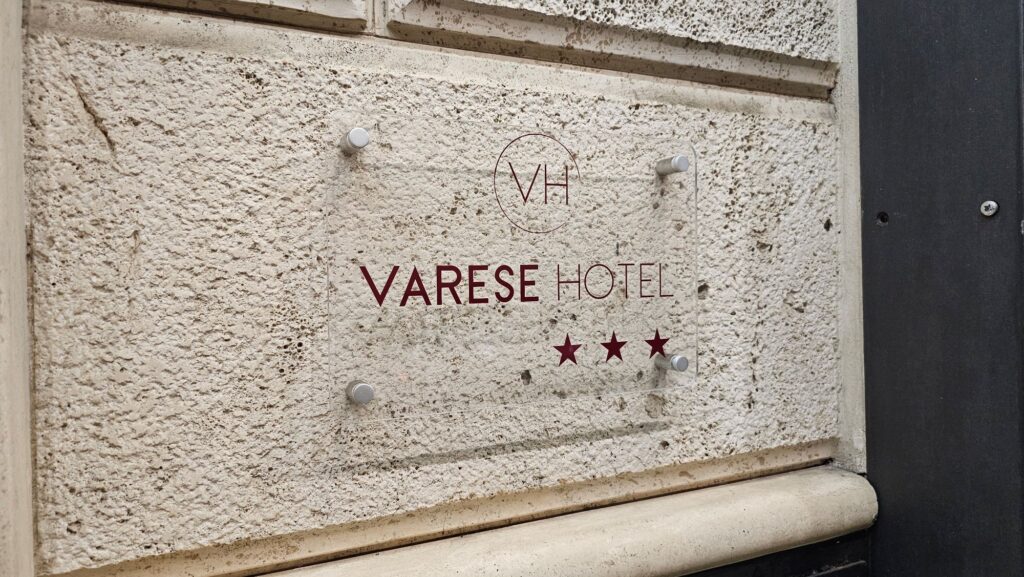 VH
VARESE HOTEL
★ ★ ★